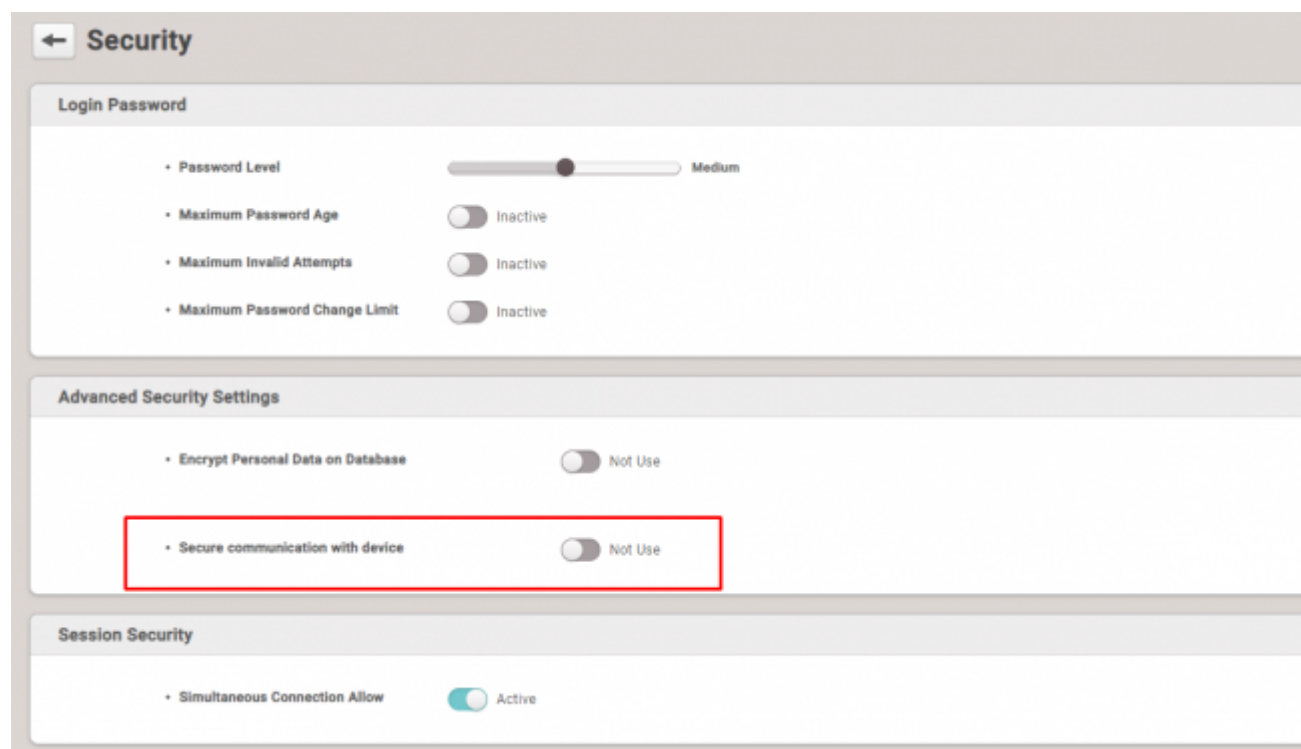 Security
Login Password
• Password Level Medium
• Maximum Password Age Inactive
• Maximum Invalid Attempts Inactive
• Maximum Password Change Limit Inactive
Advanced Security Settings
• Encrypt Personal Data on Database Not Use
• Secure communication with device Not Use
Session Security
• Simultaneous Connection Allow Active